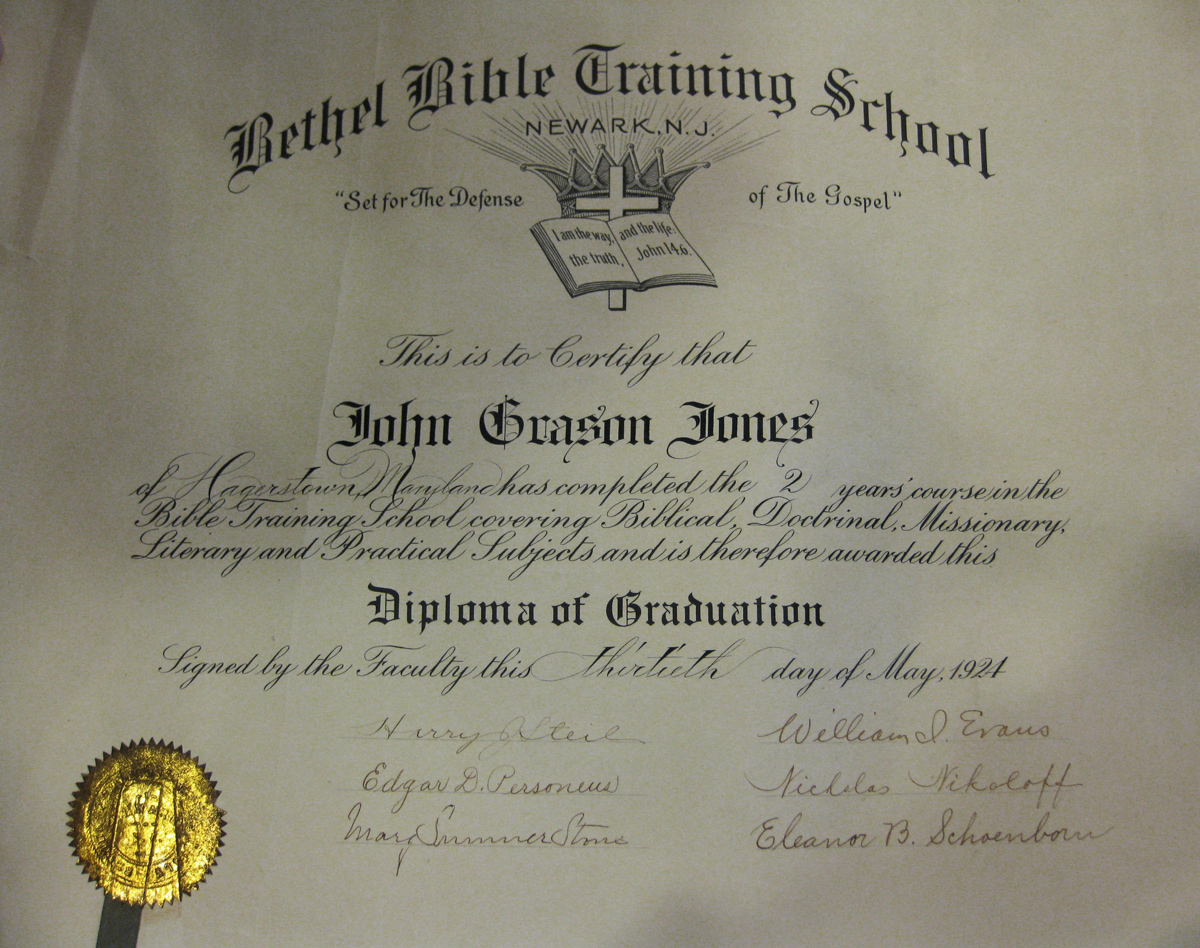 Bethel Bible Training School
NEWARK, N.J.
"Set for The Defense of The Gospel"
I am the way, and the life:
the truth, John 14.6.
This is to Certify that
John Grason Jones
of Hagerstown, Maryland has completed the 2 years' course in the
Bible Training School covering Biblical, Doctrinal, Missionary,
Literary and Practical Subjects and is therefore awarded this
Diploma of Graduation
Signed by the Faculty this thirtieth day of May, 1924
Harry J Steil William I. Evans
Edgar D. Personeus Nicholas Nikoloff
Mary Sumner Stone Eleanor B. Schoenborn